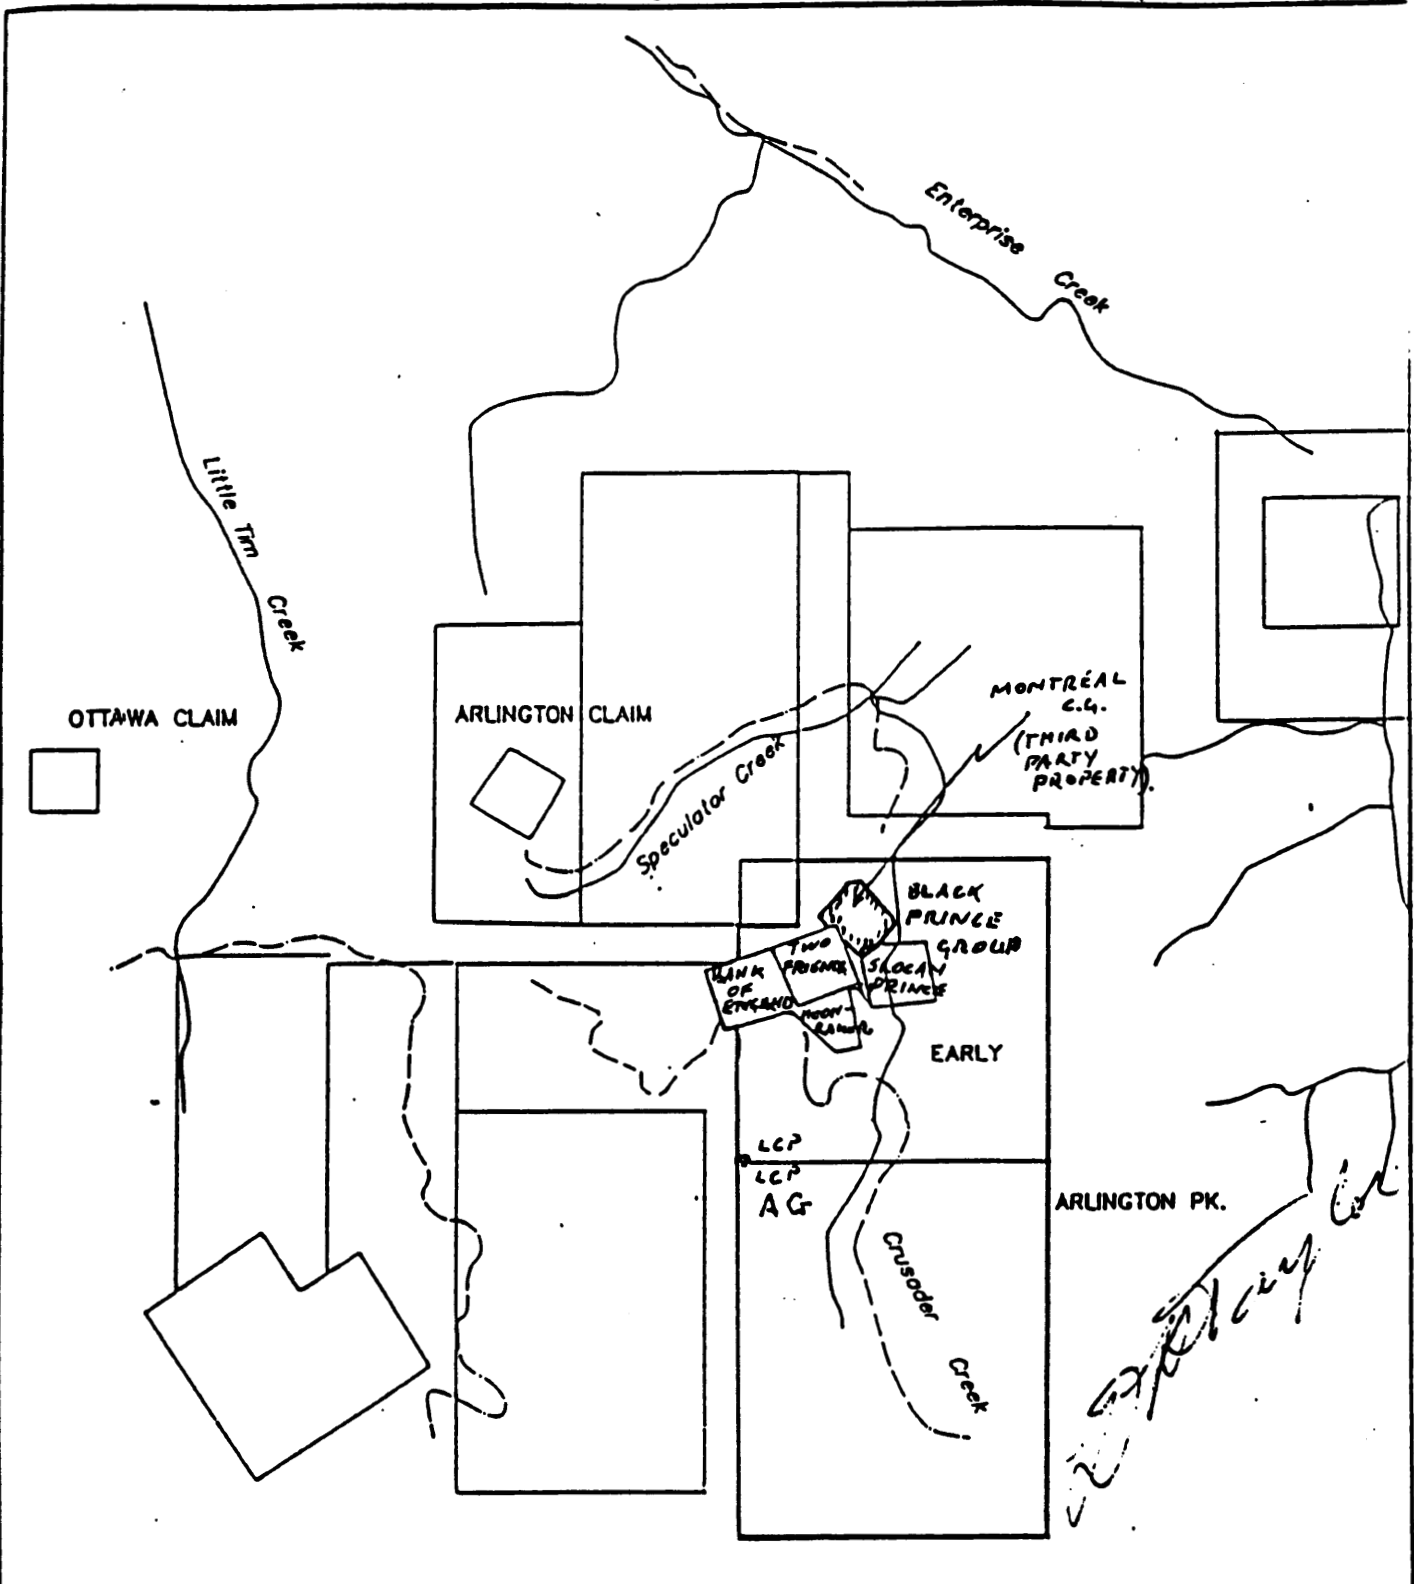 Enterprise Creek
Little Tim Creek
OTTAWA CLAIM
ARLINGTON CLAIM
Speculator Creek
MONTRÉAL
C.G.
(THIRD
PARTY
PROPERTY).
BLACK
PRINCE
GROUP
TWO
FRIENDS
BANK
OF
ENGLAND
SLOCAN
PRINCE
MOON-
RAKER
EARLY
LCP
LCP
AG
ARLINGTON PK.
Crusader Creek